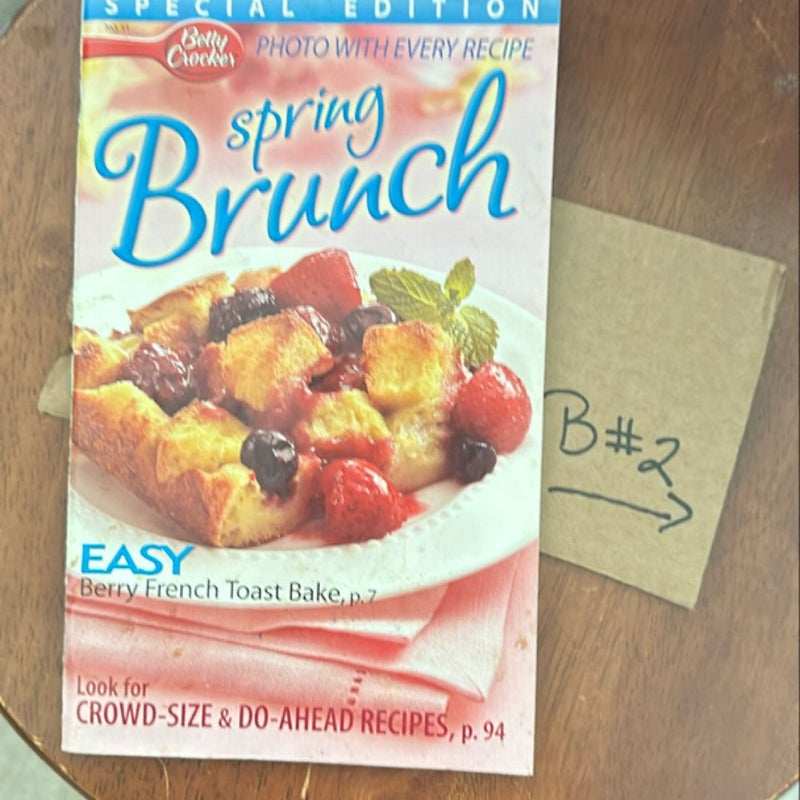 SPECIAL EDITION
Betty
Crocker
PHOTO WITH EVERY RECIPE
spring
Brunch
EASY
Berry French Toast Bake, p.7
Look for
CROWD-SIZE & DO-AHEAD RECIPES, p. 94
B#2